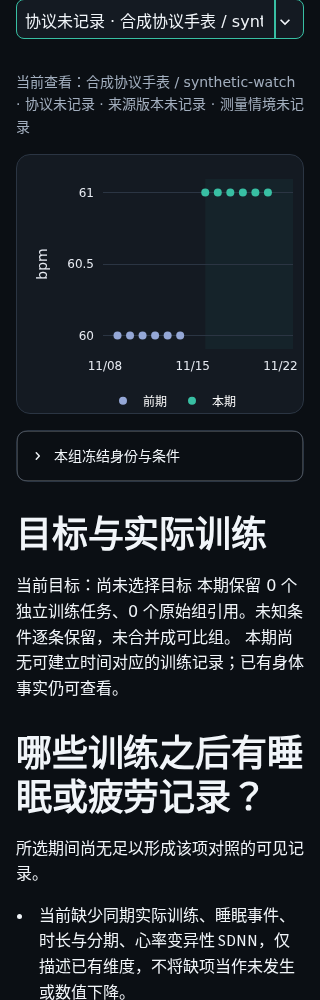 协议未记录 · 合成协议手表 / synt
当前查看：合成协议手表 / synthetic-watch
· 协议未记录 · 来源版本未记录 · 测量情境未记
录
61
60.5
60
bpm
11/08 11/15 11/22
前期 本期
本组冻结身份与条件
目标与实际训练
当前目标：尚未选择目标 本期保留 0 个
独立训练任务、0 个原始组引用。未知条
件逐条保留，未合并成可比组。 本期尚
无可建立时间对应的训练记录；已有身体
事实仍可查看。
哪些训练之后有睡
眠或疲劳记录？
所选期间尚无足以形成该项对照的可见记
录。
• 当前缺少同期实际训练、睡眠事件、
时长与分期、心率变异性 SDNN，仅
描述已有维度，不将缺项当作未发生
或数值下降。